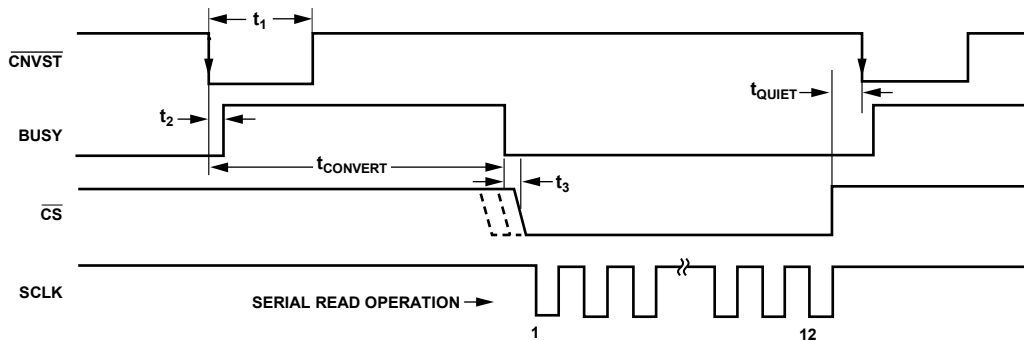 t1
CNVST
tQUIET
t2
BUSY
tCONVERT
t3
CS
SCLK
SERIAL READ OPERATION
1
12